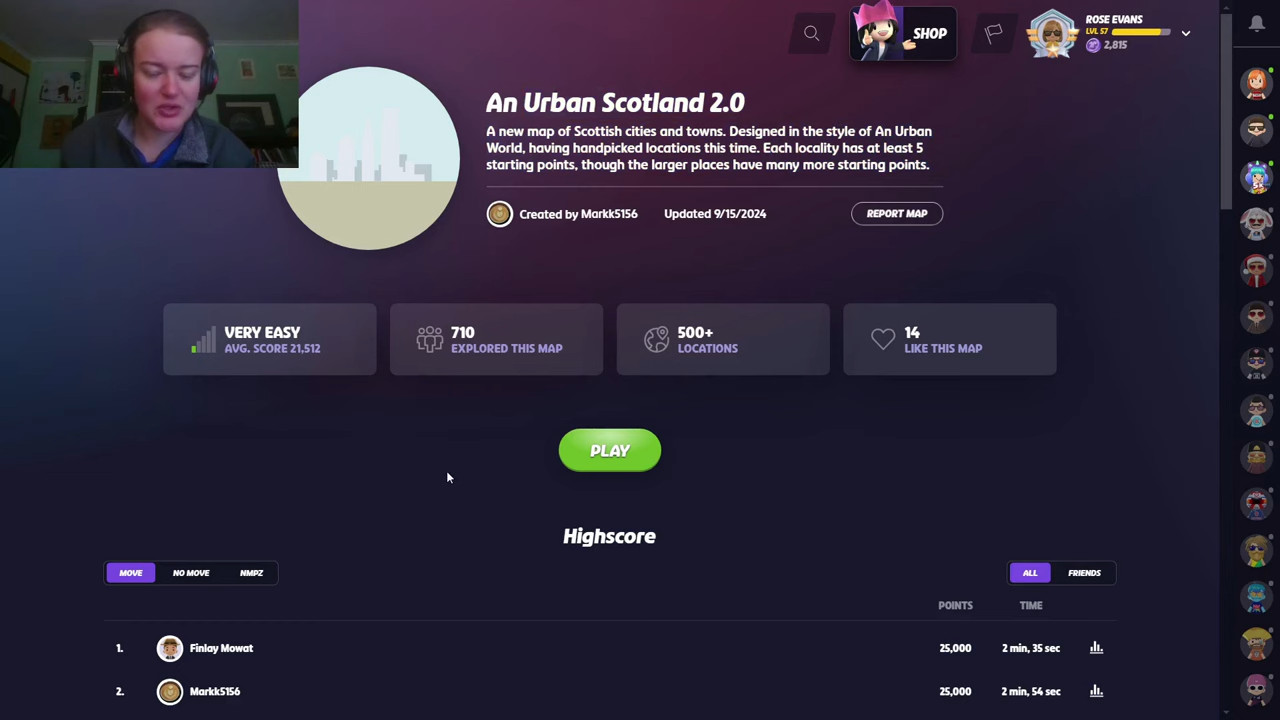 SHOP
ROSE EVANS
LVL 57
2,815
An Urban Scotland 2.0
A new map of Scottish cities and towns. Designed in the style of An Urban
World, having handpicked locations this time. Each locality has at least 5
starting points, though the larger places have many more starting points.
Created by Markk5156
Updated 9/15/2024
REPORT MAP
VERY EASY
AVG. SCORE 21,512
710
EXPLORED THIS MAP
500+
LOCATIONS
14
LIKE THIS MAP
PLAY
Highscore
MOVE
NO MOVE
NMPZ
ALL
FRIENDS
POINTS
TIME
1.
Finlay Mowat
25,000
2 min, 35 sec
2.
Markk5156
25,000
2 min, 54 sec